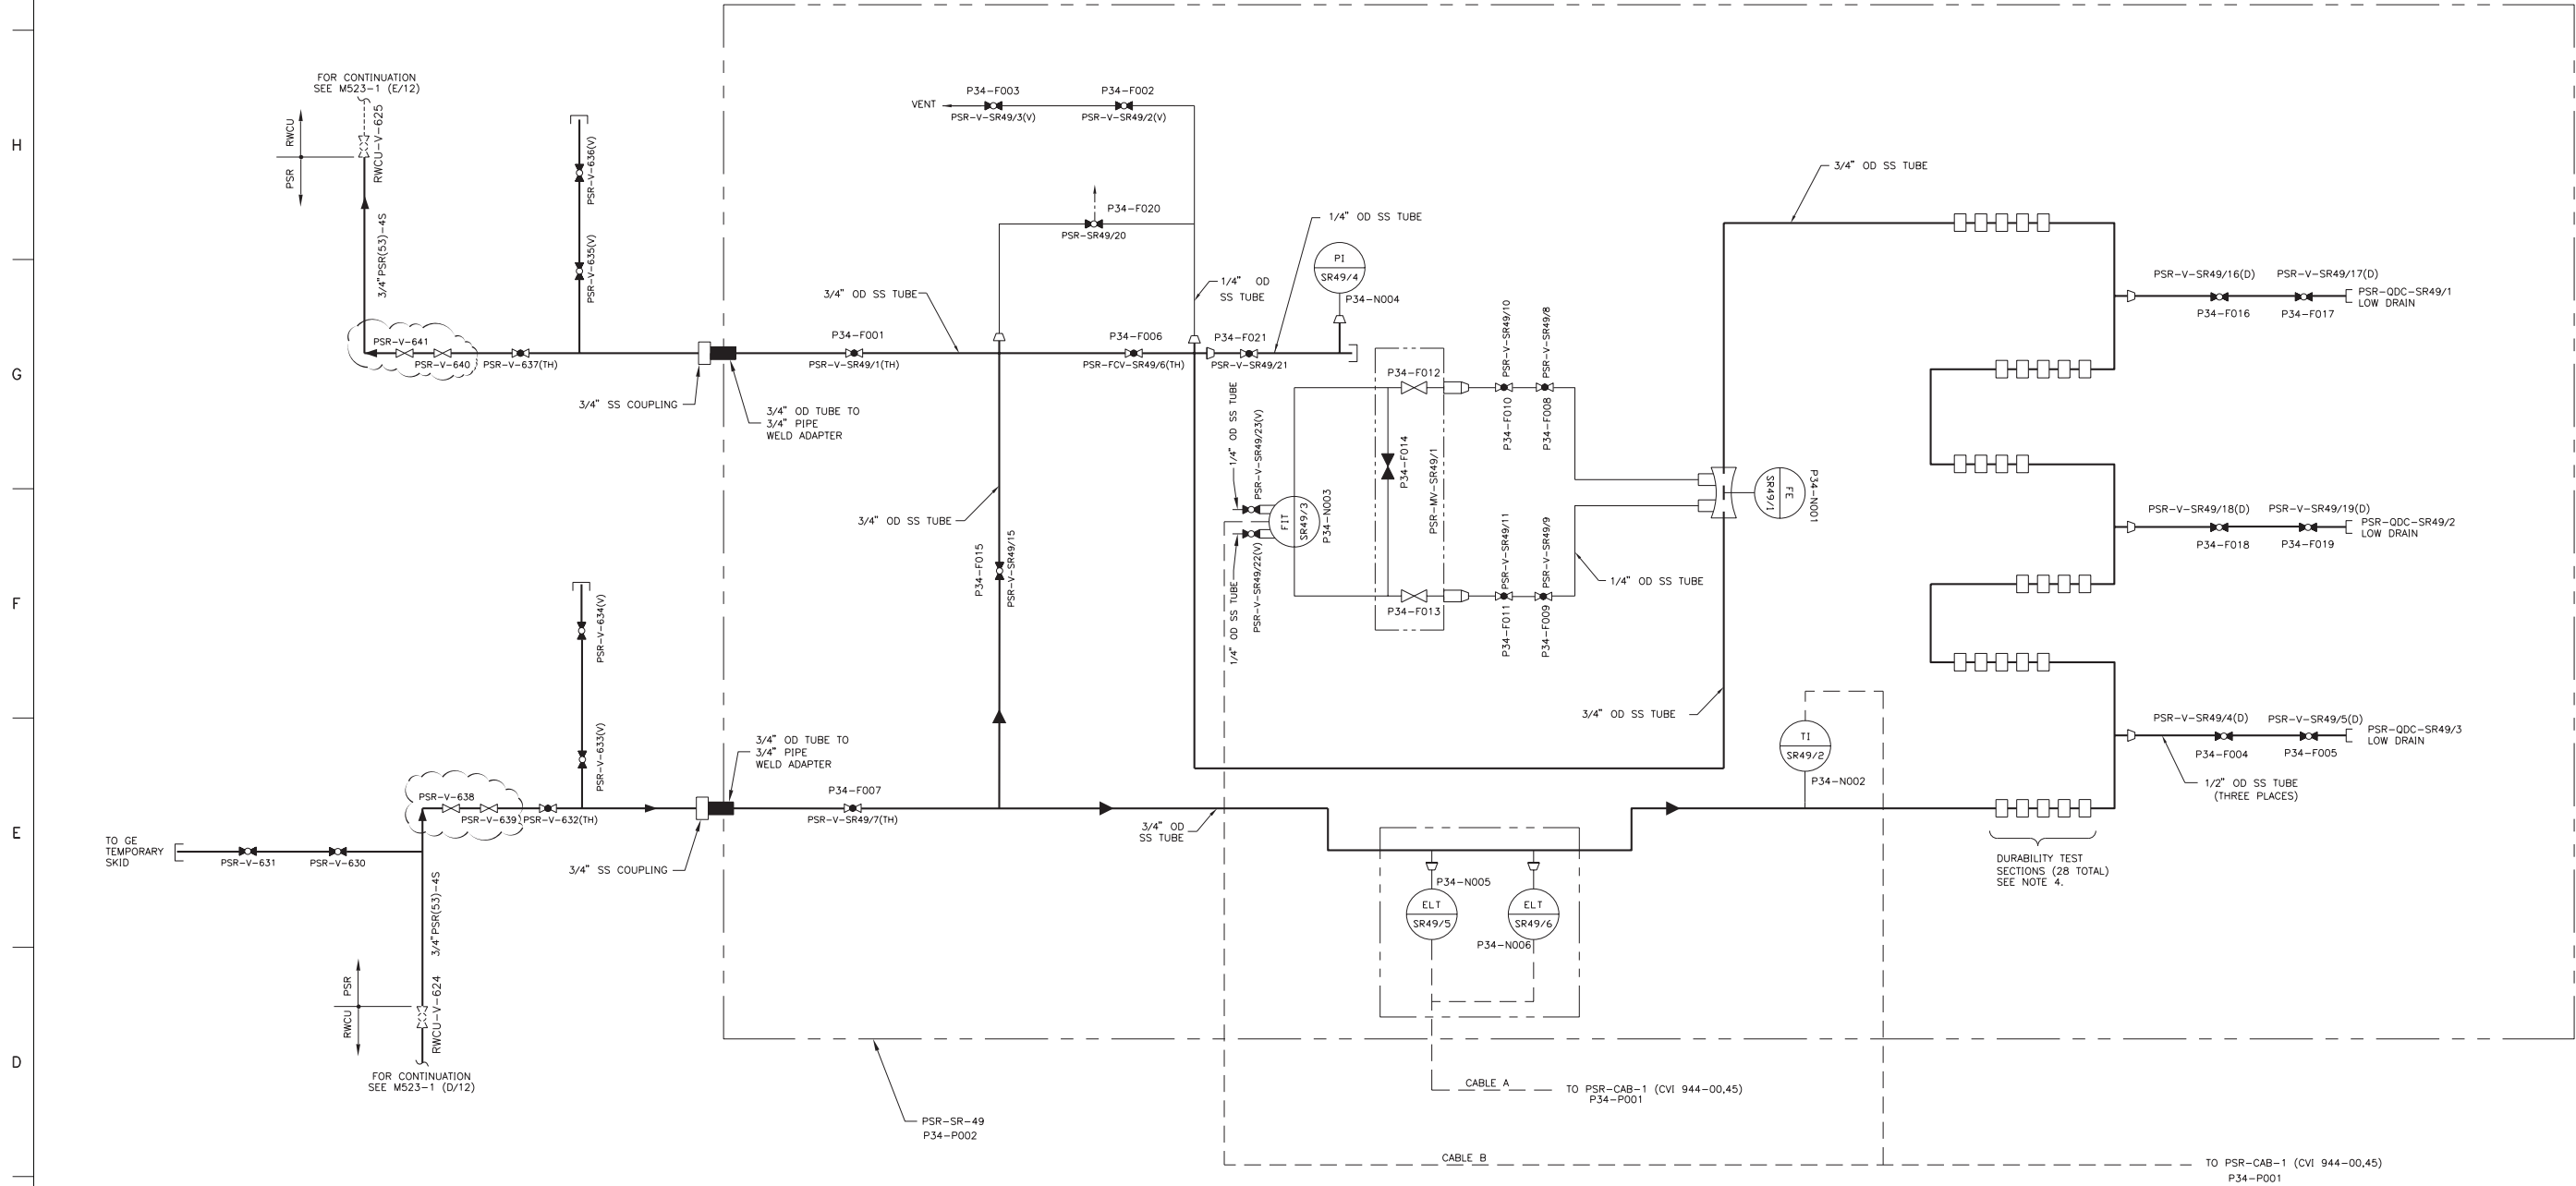 H
G
F
E
D
FOR CONTINUATION
SEE M523-1 (E/12)
RWCU
PSR
RWCU-V-625
3/4"PSR(53)-4S
PSR-V-636(V)
PSR-V-635(V)
PSR-V-641
PSR-V-640
PSR-V-637(TH)
3/4" SS COUPLING
3/4" OD TUBE TO
3/4" PIPE
WELD ADAPTER
VENT
P34-F003
PSR-V-SR49/3(V)
P34-F002
PSR-V-SR49/2(V)
P34-F020
PSR-SR49/20
3/4" OD SS TUBE
1/4" OD
SS TUBE
1/4" OD SS TUBE
PI
SR49/4
P34-N004
P34-F001
PSR-V-SR49/1(TH)
P34-F006
PSR-FCV-SR49/6(TH)
P34-F021
PSR-V-SR49/21
3/4" OD SS TUBE
P34-F015
PSR-V-SR49/15
1/4" OD SS TUBE
PSR-V-SR49/23(V)
1/4" OD SS TUBE
PSR-V-SR49/22(V)
FIT
SR49/3
P34-N003
P34-F012
P34-F014
PSR-MV-SR49/1
P34-F013
PSR-V-SR49/10
P34-F010
PSR-V-SR49/8
P34-F008
PSR-V-SR49/11
P34-F011
PSR-V-SR49/9
P34-F009
1/4" OD SS TUBE
FE
SR49/1
P34-N001
3/4" OD SS TUBE
3/4" OD SS TUBE
PSR-V-SR49/16(D)
P34-F016
PSR-V-SR49/17(D)
P34-F017
PSR-QDC-SR49/1
LOW DRAIN
PSR-V-SR49/18(D)
P34-F018
PSR-V-SR49/19(D)
P34-F019
PSR-QDC-SR49/2
LOW DRAIN
PSR-V-SR49/4(D)
P34-F004
PSR-V-SR49/5(D)
P34-F005
PSR-QDC-SR49/3
LOW DRAIN
1/2" OD SS TUBE
(THREE PLACES)
TI
SR49/2
P34-N002
DURABILITY TEST
SECTIONS (28 TOTAL)
SEE NOTE 4.
PSR-V-634(V)
PSR-V-633(V)
PSR-V-638
PSR-V-639
PSR-V-632(TH)
3/4" SS COUPLING
3/4" OD TUBE TO
3/4" PIPE
WELD ADAPTER
P34-F007
PSR-V-SR49/7(TH)
3/4" OD
SS TUBE
TO GE
TEMPORARY
SKID
PSR-V-631
PSR-V-630
3/4"PSR(53)-4S
PSR
RWCU
RWCU-V-624
FOR CONTINUATION
SEE M523-1 (D/12)
P34-N005
ELT
SR49/5
ELT
SR49/6
P34-N006
CABLE A
TO PSR-CAB-1 (CVI 944-00,45)
P34-P001
PSR-SR-49
P34-P002
CABLE B
TO PSR-CAB-1 (CVI 944-00,45)
P34-P001